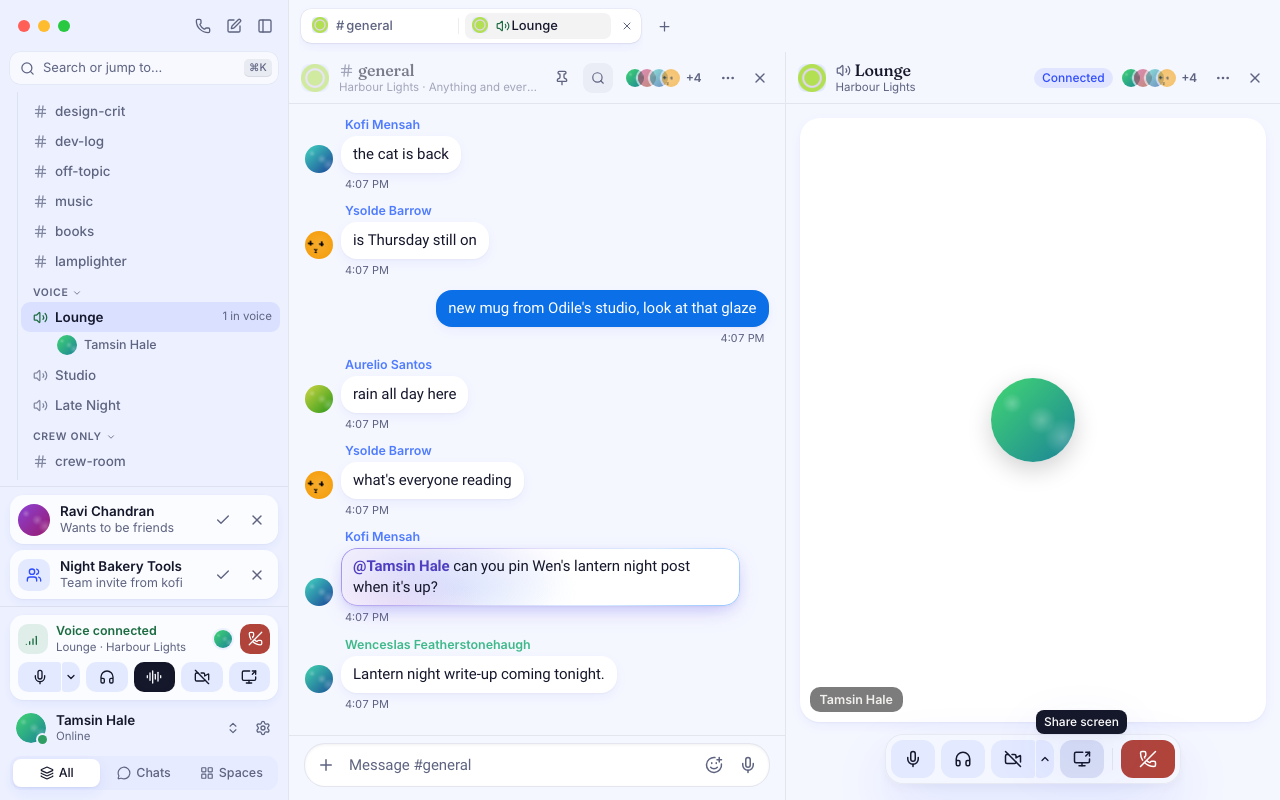 Search or jump to...
⌘K
design-crit
dev-log
off-topic
music
books
lamplighter
VOICE
Lounge
1 in voice
Tamsin Hale
Studio
Late Night
CREW ONLY
crew-room
Ravi Chandran
Wants to be friends
Night Bakery Tools
Team invite from kofi
Voice connected
Lounge · Harbour Lights
Tamsin Hale
Online
All
Chats
Spaces
# general
Lounge
# general
Harbour Lights · Anything and ever...
+4
Kofi Mensah
the cat is back
4:07 PM
Ysolde Barrow
is Thursday still on
4:07 PM
new mug from Odile's studio, look at that glaze
4:07 PM
Aurelio Santos
rain all day here
4:07 PM
Ysolde Barrow
what's everyone reading
4:07 PM
Kofi Mensah
@Tamsin Hale can you pin Wen's lantern night post
when it's up?
4:07 PM
Wenceslas Featherstonehaugh
Lantern night write-up coming tonight.
4:07 PM
Message #general
Lounge
Harbour Lights
Connected
+4
Tamsin Hale
Share screen